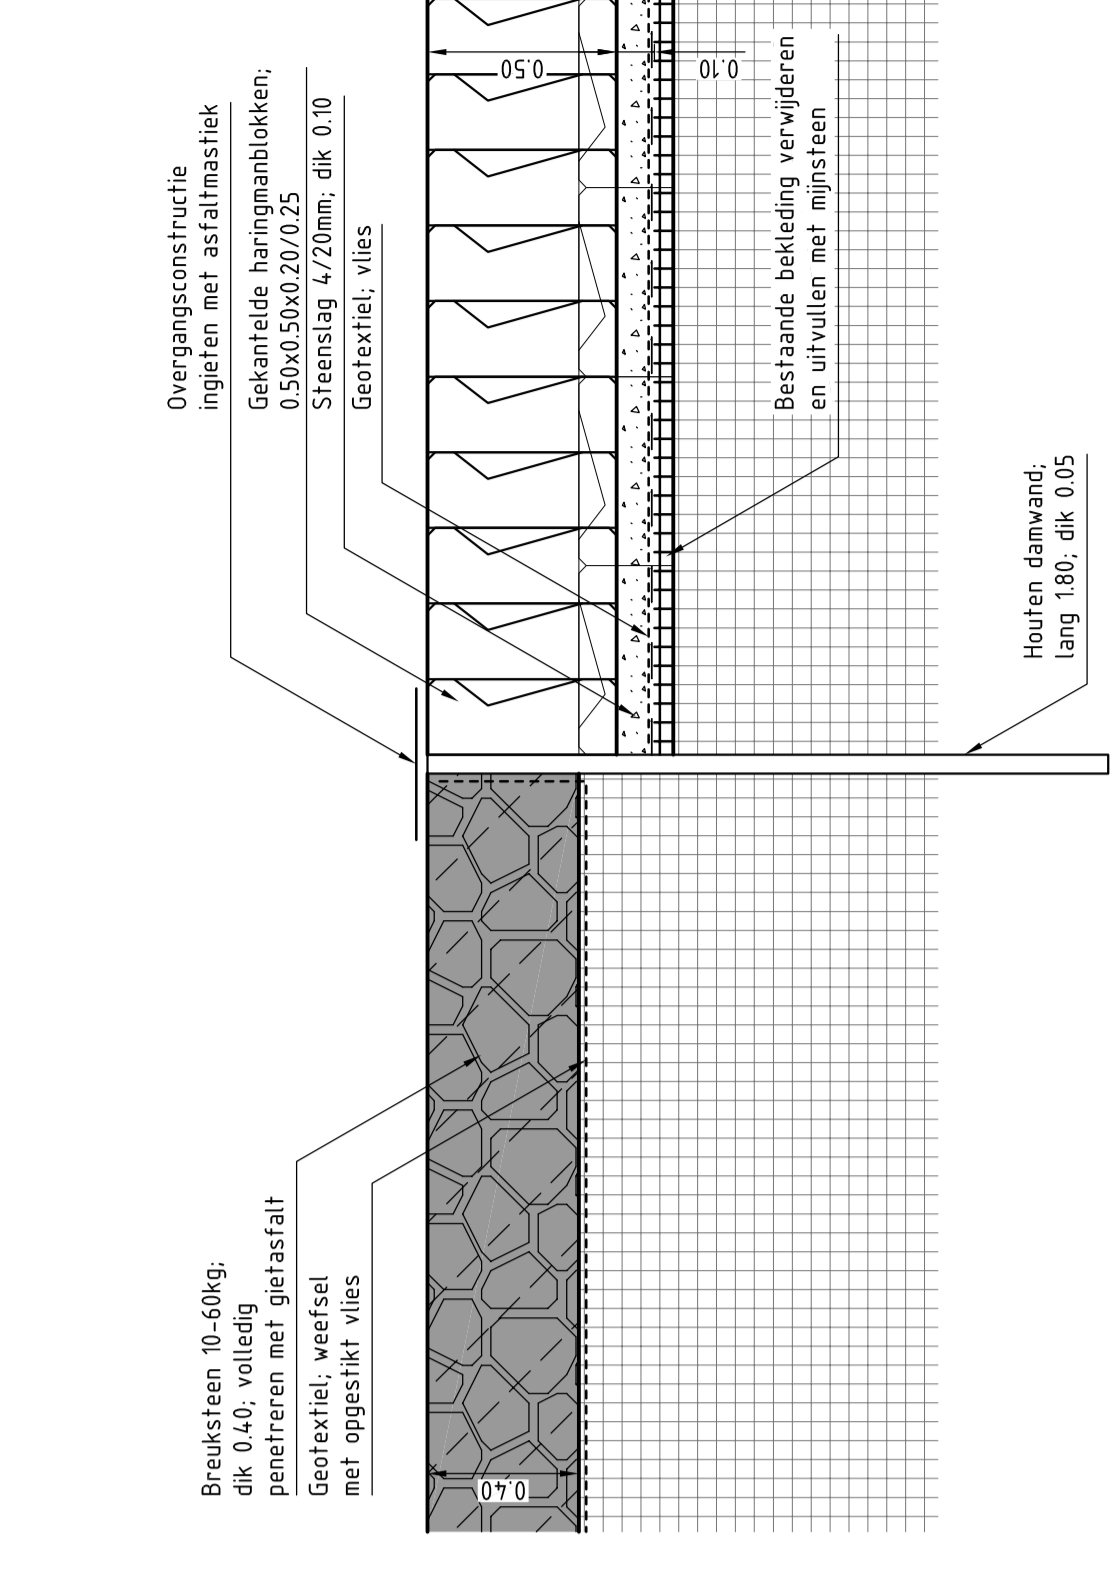 Overgangsconstructie
ingieten met asfaltmastiek
Gekantelde haringmanblokken;
0.50x0.50x0.20/0.25
Steenslag 4/20mm; dik 0.10
Geotextiel; vlies
0.50
0.10
Bestaande bekleding verwijderen
en uitvullen met mijnsteen
Houten damwand;
lang 1.80; dik 0.05
Breuksteen 10-60kg;
dik 0.40; volledig
penetreren met gietasfalt
Geotextiel; weefsel
met opgestikt vlies
0.40